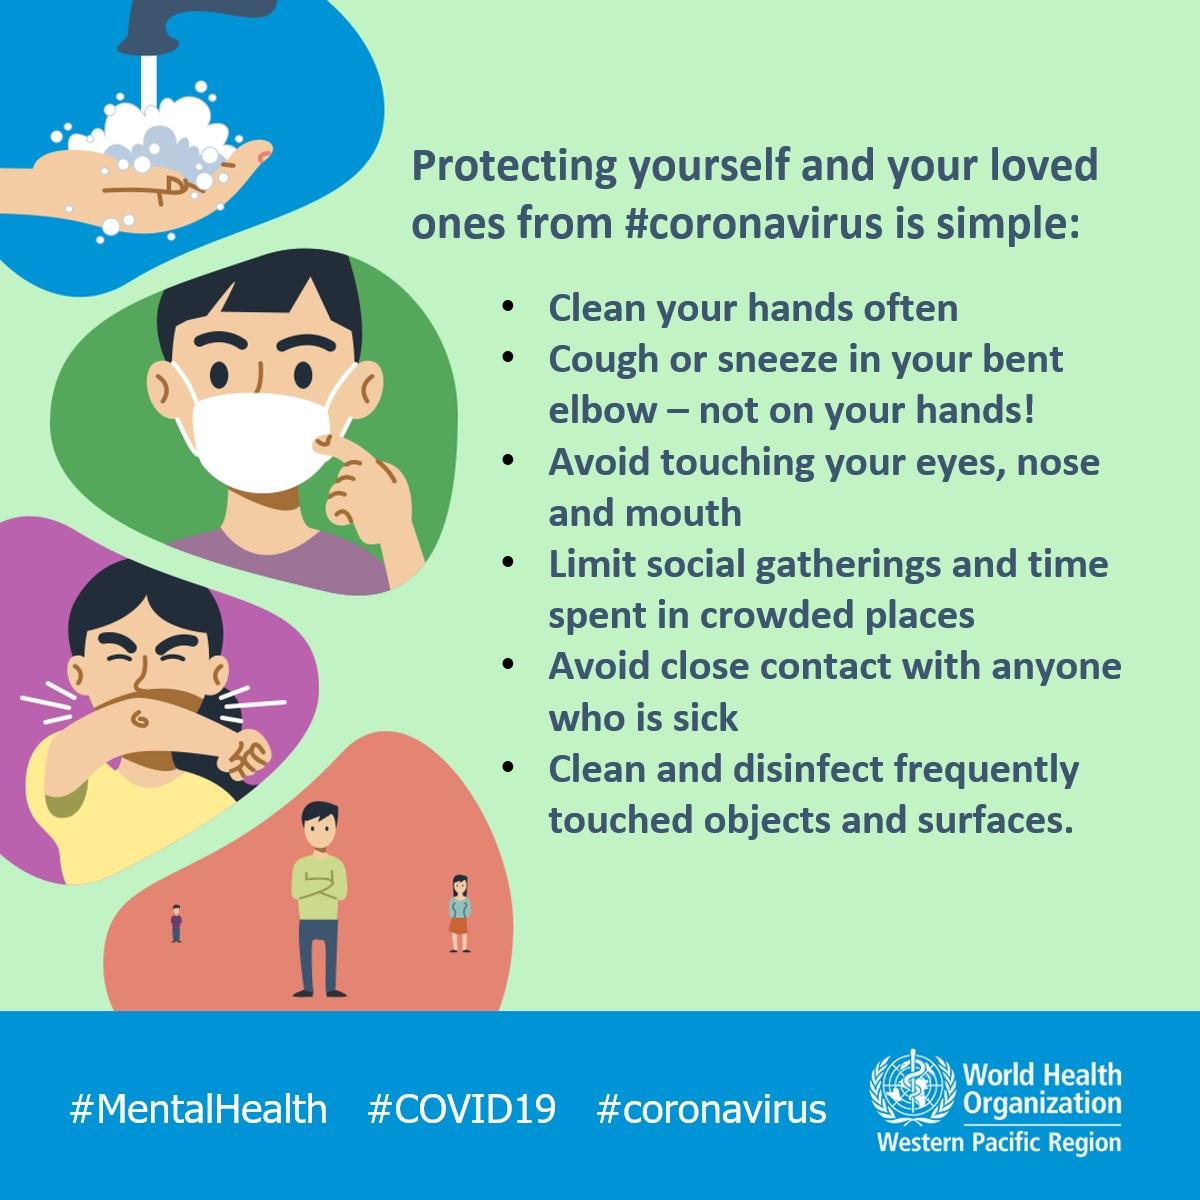 Protecting yourself and your loved
ones from #coronavirus is simple:
• Clean your hands often
• Cough or sneeze in your bent
elbow – not on your hands!
• Avoid touching your eyes, nose
and mouth
• Limit social gatherings and time
spent in crowded places
• Avoid close contact with anyone
who is sick
• Clean and disinfect frequently
touched objects and surfaces.
#MentalHealth #COVID19 #coronavirus
World Health
Organization
Western Pacific Region